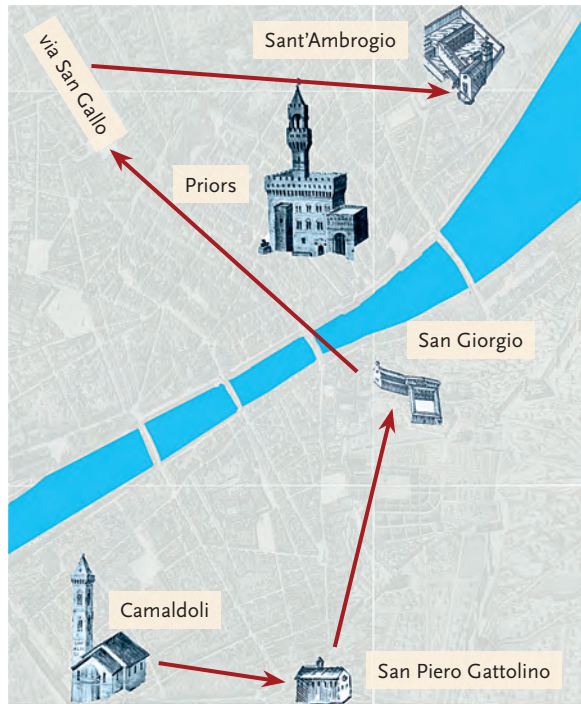 Sant'Ambrogio
via San Gallo
Priors
San Giorgio
Camaldoli
San Piero Gattolino